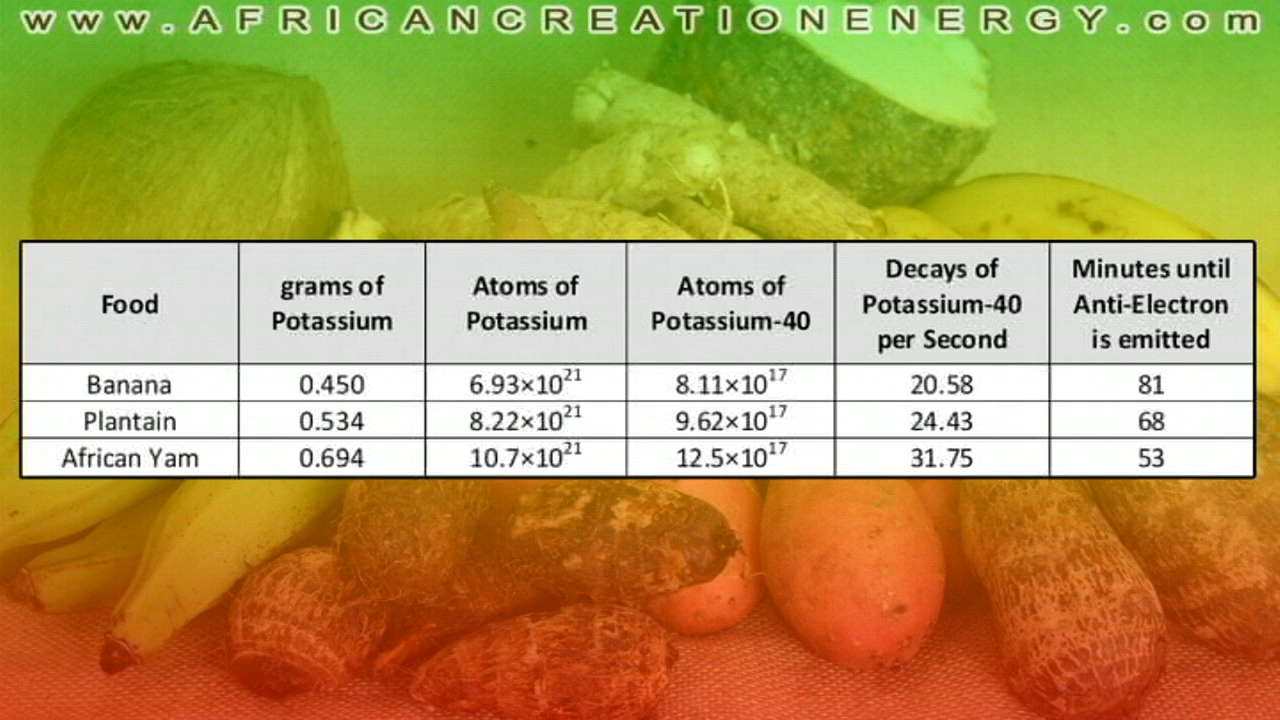 www.AFRICANCREATIONENERGY.com
Food grams of Potassium Atoms of Potassium Atoms of Potassium-40 Decays of Potassium-40 per Second Minutes until Anti-Electron is emitted
Banana 0.450 6.93×10²¹ 8.11×10¹⁷ 20.58 81
Plantain 0.534 8.22×10²¹ 9.62×10¹⁷ 24.43 68
African Yam 0.694 10.7×10²¹ 12.5×10¹⁷ 31.75 53